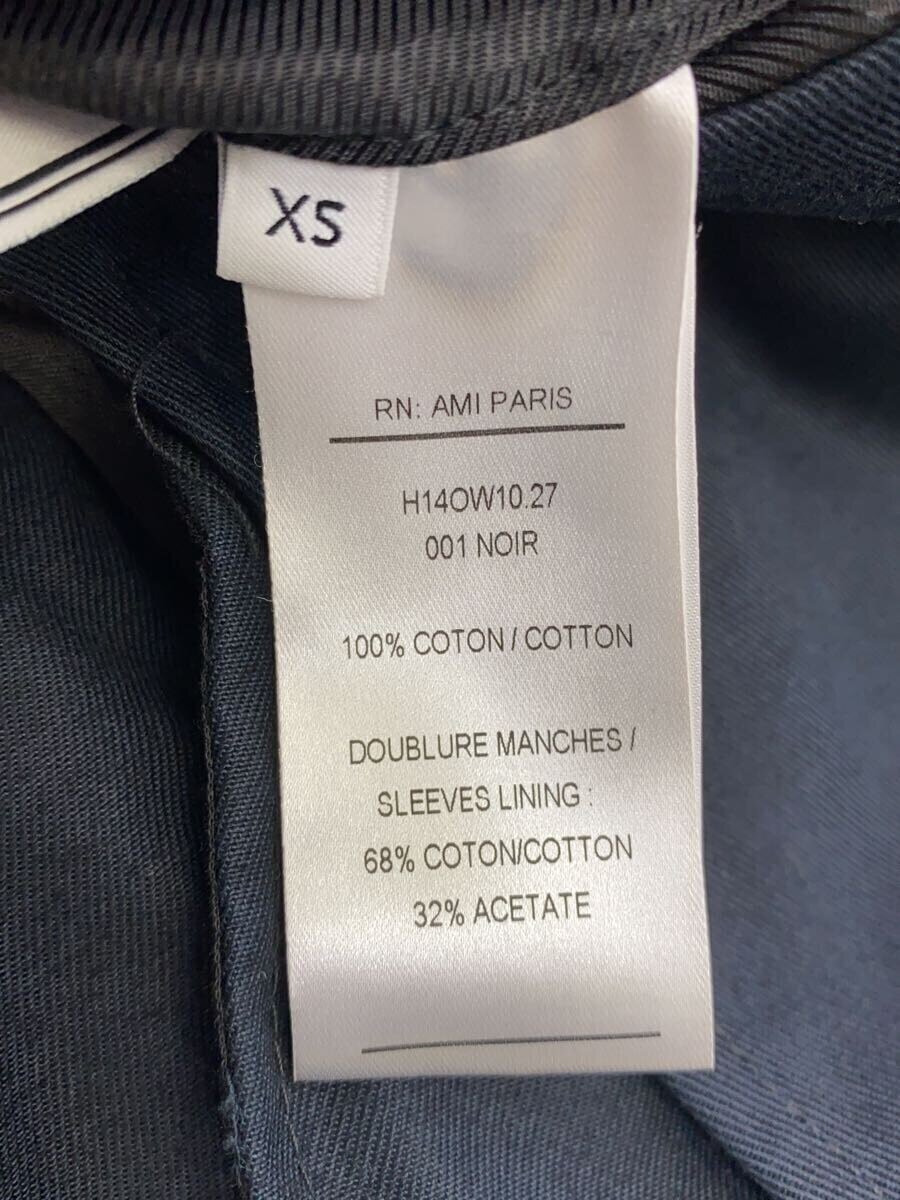 XS
RN: AMI PARIS
H14OW10.27
001 NOIR
100% COTON / COTTON
DOUBLURE MANCHES /
SLEEVES LINING :
68% COTON/COTTON
32% ACETATE